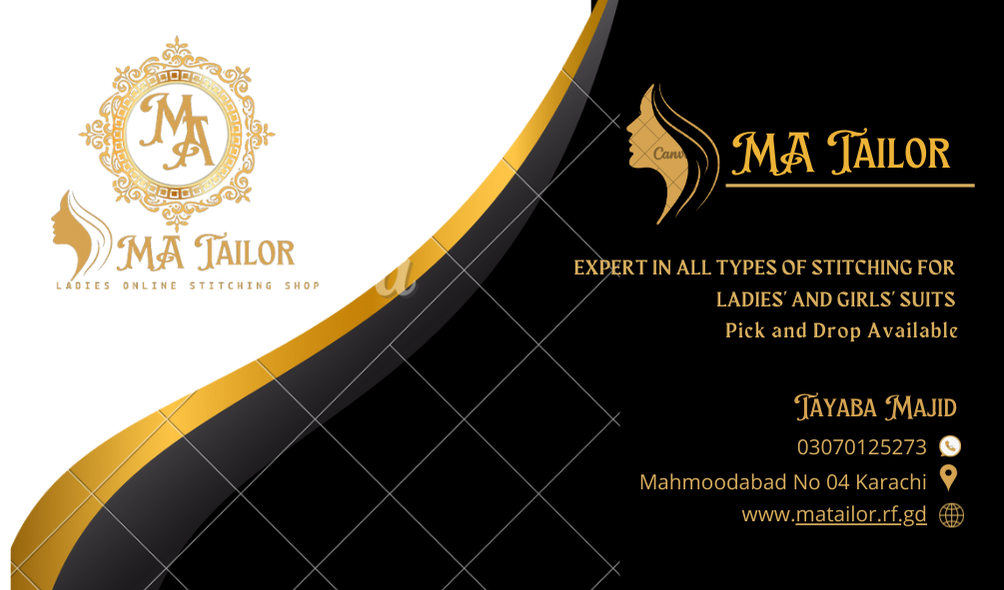 MA
MA TAILOR
LADIES ONLINE STITCHING SHOP
a
Canv
MA TAILOR
EXPERT IN ALL TYPES OF STITCHING FOR
LADIES' AND GIRLS' SUITS
Pick and Drop Available
TAYABA MAJID
03070125273
Mahmoodabad No 04 Karachi
www.matailor.rf.gd